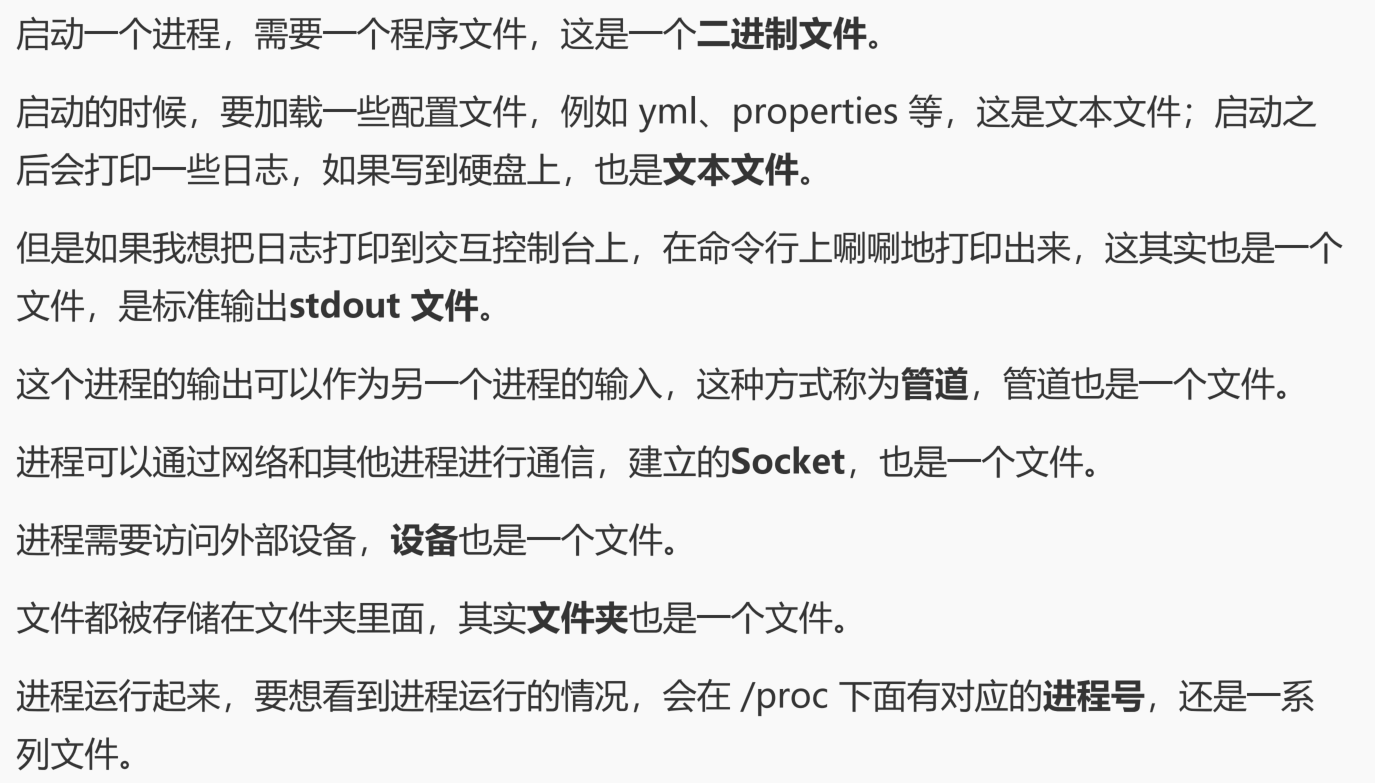 启动一个进程，需要一个程序文件，这是一个二进制文件。
启动的时候，要加载一些配置文件，例如 yml、properties 等，这是文本文件；启动之
后会打印一些日志，如果写到硬盘上，也是文本文件。
但是如果我想把日志打印到交互控制台上，在命令行上唰唰地打印出来，这其实也是一个
文件，是标准输出stdout 文件。
这个进程的输出可以作为另一个进程的输入，这种方式称为管道，管道也是一个文件。
进程可以通过网络和其他进程进行通信，建立的Socket，也是一个文件。
进程需要访问外部设备，设备也是一个文件。
文件都被存储在文件夹里面，其实文件夹也是一个文件。
进程运行起来，要想看到进程运行的情况，会在 /proc 下面有对应的进程号，还是一系
列文件。